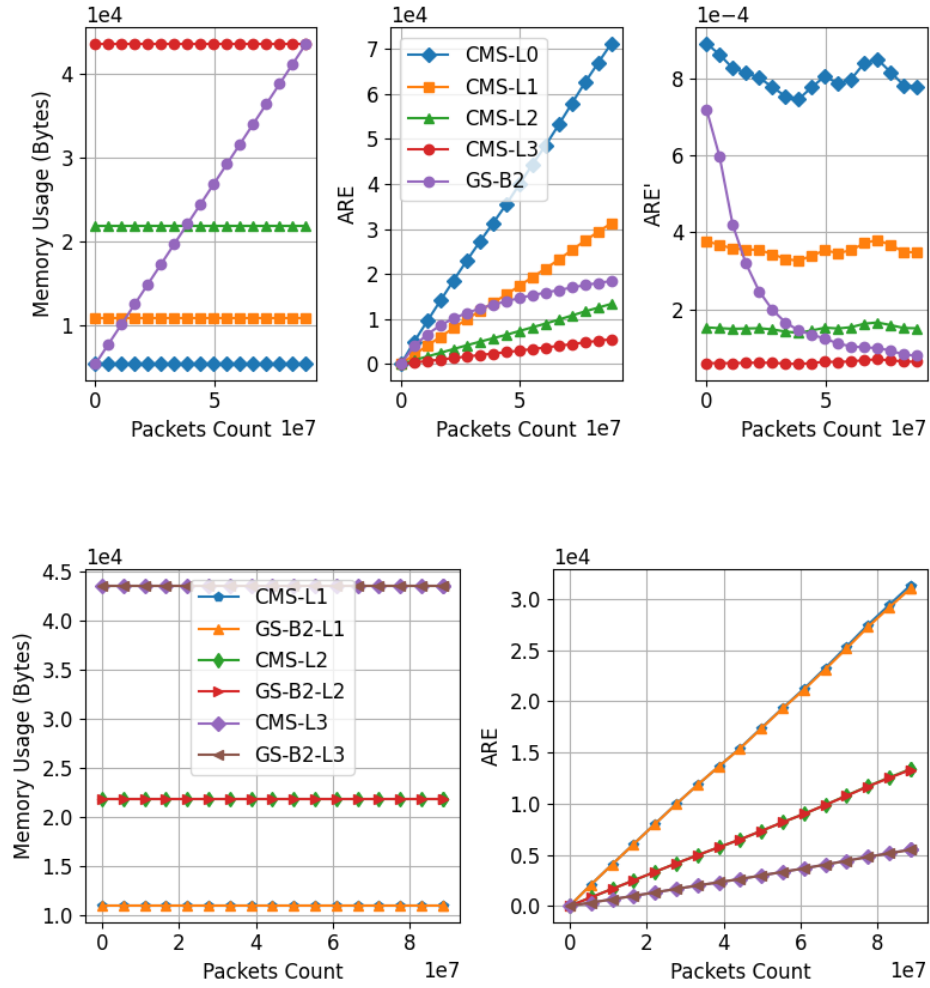 1e4
Memory Usage (Bytes)
4
3
2
1
0
5
Packets Count 1e7
1e4
ARE
7
6
5
4
3
2
1
0
0
5
Packets Count 1e7
CMS-L0
CMS-L1
CMS-L2
CMS-L3
GS-B2
1e−4
ARE'
8
6
4
2
0
5
Packets Count 1e7
1e4
Memory Usage (Bytes)
4.5
4.0
3.5
3.0
2.5
2.0
1.5
1.0
0
2
4
6
8
Packets Count
1e7
CMS-L1
GS-B2-L1
CMS-L2
GS-B2-L2
CMS-L3
GS-B2-L3
1e4
ARE
3.0
2.5
2.0
1.5
1.0
0.5
0.0
0
2
4
6
8
Packets Count
1e7